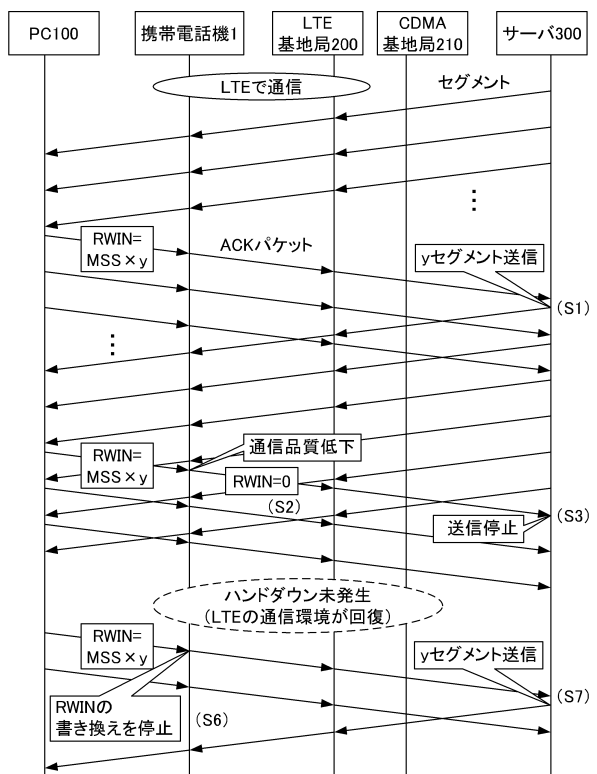 PC100
携帯電話機1
LTE
基地局200
CDMA
基地局210
サーバ300
LTEで通信
セグメント
⋮
RWIN=
MSS×y
ACKパケット
yセグメント送信
(S1)
⋮
RWIN=
MSS×y
通信品質低下
RWIN=0
(S2)
(S3)
送信停止
ハンドダウン未発生
(LTEの通信環境が回復)
RWIN=
MSS×y
yセグメント送信
(S7)
RWINの
書き換えを停止
(S6)